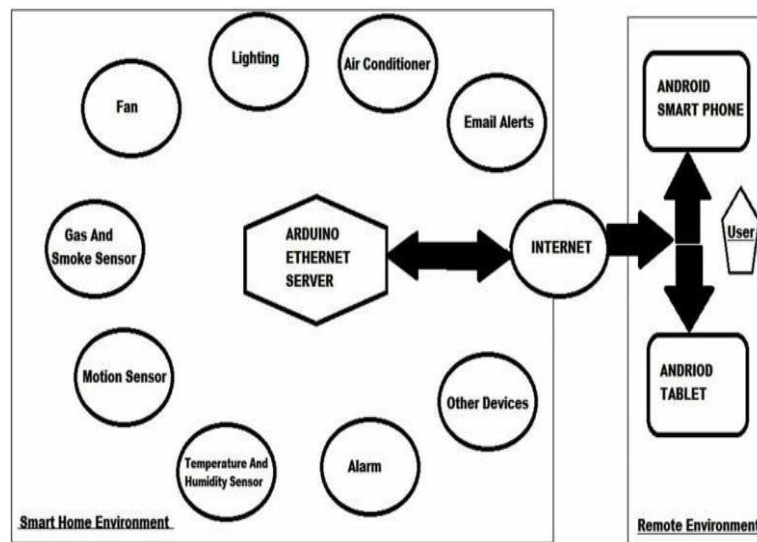 Lighting
Air Conditioner
Fan
Email Alerts
Gas And
Smoke Sensor
ARDUINO
ETHERNET
SERVER
INTERNET
Motion Sensor
Other Devices
Temperature And
Humidity Sensor
Alarm
Smart Home Environment
ANDROID
SMART PHONE
User
ANDRIOD
TABLET
Remote Environment